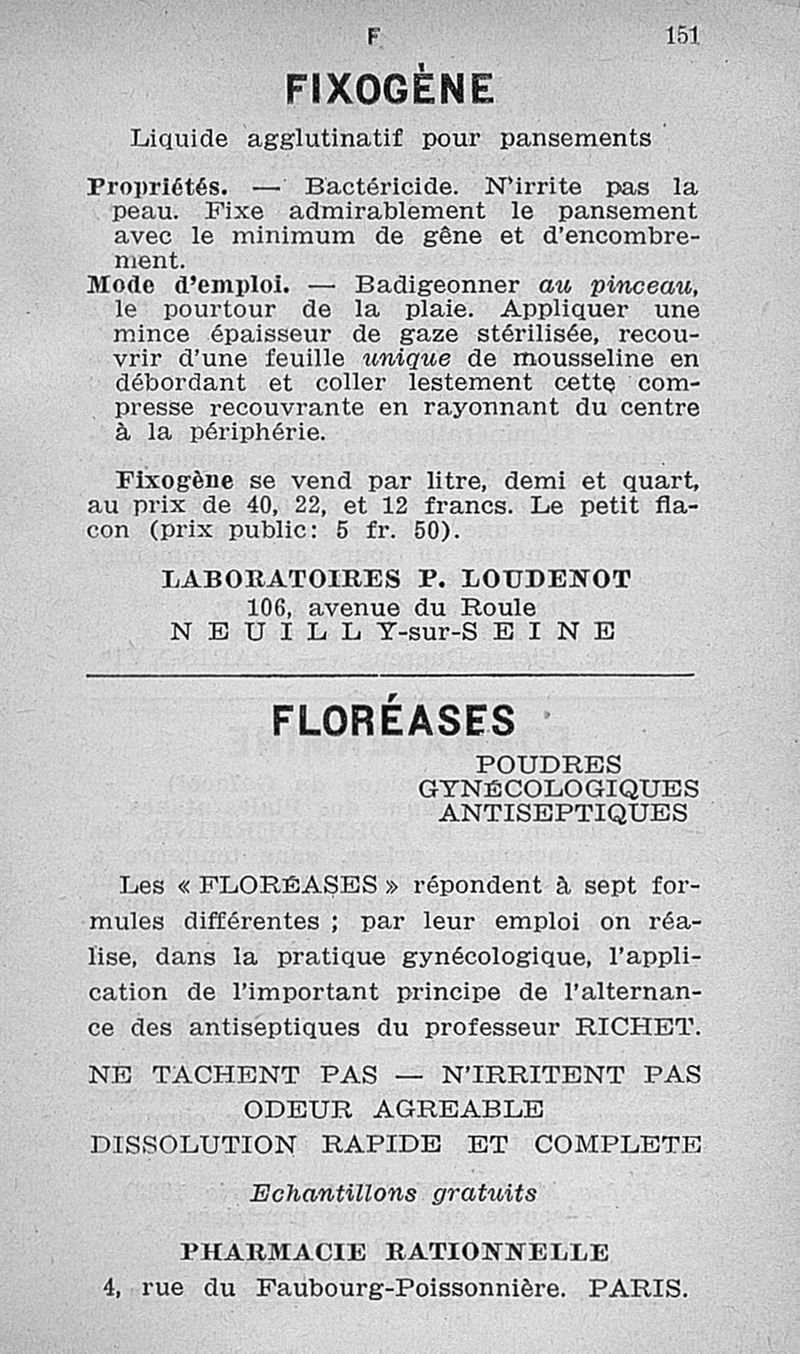 F 151
FIXOGÈNE
Liquide agglutinatif pour pansements
Propriétés. — Bactéricide. N'irrite pas la
peau. Fixe admirablement le pansement
avec le minimum de gêne et d'encombre-
ment.
Mode d'emploi. — Badigeonner au pinceau,
le pourtour de la plaie. Appliquer une
mince épaisseur de gaze stérilisée, recou-
vrir d'une feuille unique de mousseline en
débordant et coller lestement cette com-
presse recouvrante en rayonnant du centre
à la périphérie.
Fixogène se vend par litre, demi et quart,
au prix de 40, 22, et 12 francs. Le petit fla-
con (prix public: 5 fr. 50).
LABORATOIRES P. LOUDENOT
106, avenue du Roule
NEUILLY-sur-SEINE
FLORÉASES
POUDRES
GYNÉCOLOGIQUES
ANTISEPTIQUES
Les « FLORÉASES » répondent à sept for-
mules différentes ; par leur emploi on réa-
lise, dans la pratique gynécologique, l'appli-
cation de l'important principe de l'alternan-
ce des antiseptiques du professeur RICHET.
NE TACHENT PAS — N'IRRITENT PAS
ODEUR AGREABLE
DISSOLUTION RAPIDE ET COMPLETE
Echantillons gratuits
PHARMACIE RATIONNELLE
4, rue du Faubourg-Poissonnière. PARIS.